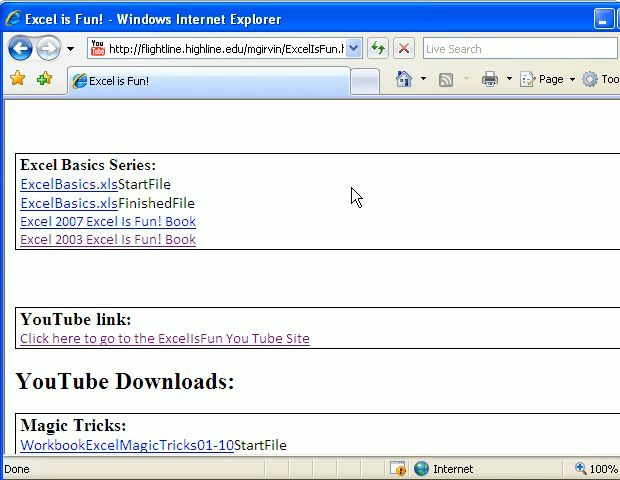 Excel is Fun! - Windows Internet Explorer
You Tube http://flightline.highline.edu/mgirvin/ExcelIsFun.h
Live Search
Excel is Fun!
Page
Too
Excel Basics Series:
ExcelBasics.xlsStartFile
ExcelBasics.xlsFinishedFile
Excel 2007 Excel Is Fun! Book
Excel 2003 Excel Is Fun! Book
YouTube link:
Click here to go to the ExcelIsFun You Tube Site
YouTube Downloads:
Magic Tricks:
WorkbookExcelMagicTricks01-10StartFile
Done
Internet
100%